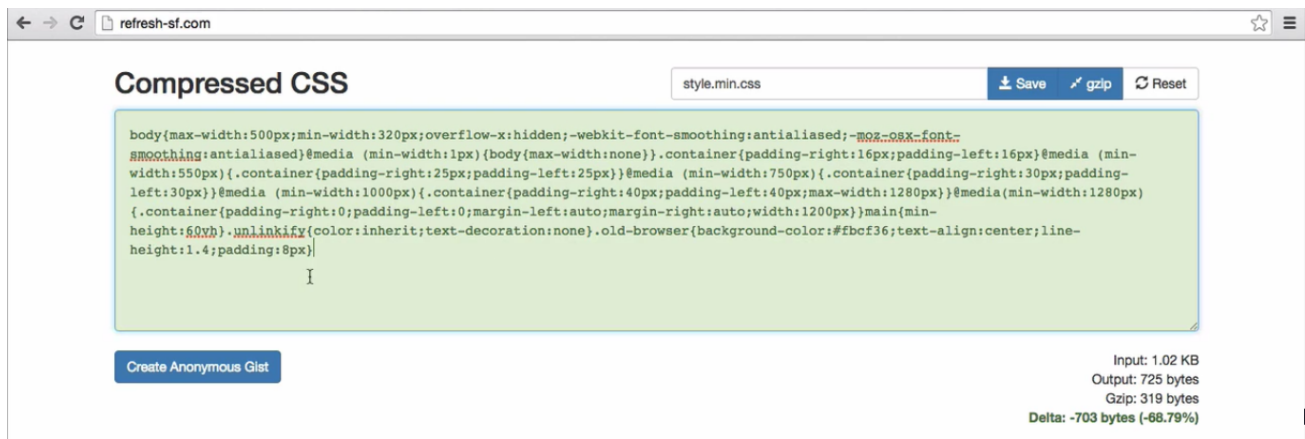 refresh-sf.com
Compressed CSS
style.min.css
Save
gzip
Reset
body{max-width:500px;min-width:320px;overflow-x:hidden;-webkit-font-smoothing:antialiased;-moz-osx-font-
smoothing:antialiased}@media (min-width:1px){body{max-width:none}}.container{padding-right:16px;padding-left:16px}@media (min-
width:550px){.container{padding-right:25px;padding-left:25px}}@media (min-width:750px){.container{padding-right:30px;padding-
left:30px}}@media (min-width:1000px){.container{padding-right:40px;padding-left:40px;max-width:1280px}}@media(min-width:1280px)
{.container{padding-right:0;padding-left:0;margin-left:auto;margin-right:auto;width:1200px}}main{min-
height:60vh}.unlinkify{color:inherit;text-decoration:none}.old-browser{background-color:#fbcf36;text-align:center;line-
height:1.4;padding:8px}
Create Anonymous Gist
Input: 1.02 KB
Output: 725 bytes
Gzip: 319 bytes
Delta: -703 bytes (-68.79%)